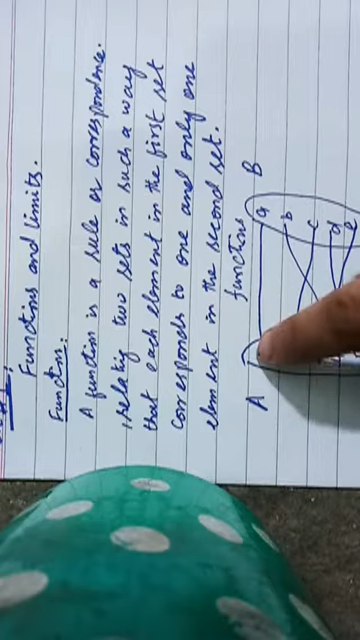 Functions and limits.
Function:
A function is a rule or correspondence.
relating two sets in such a way
that each element in the first set
corresponds to one and only one
element in the second set.
functions
A B
a
b
c
d
e